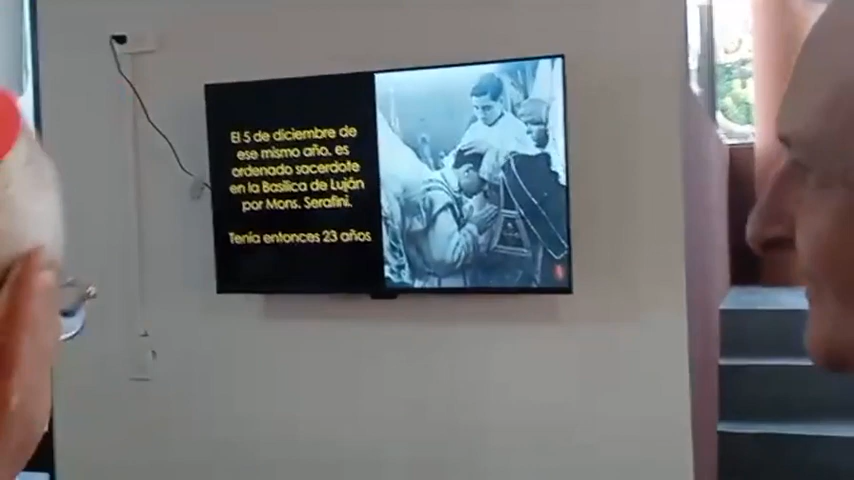 El 5 de diciembre de
ese mismo año, es
ordenado sacerdote
en la Basílica de Luján
por Mons. Serafini.
Tenía entonces 23 años